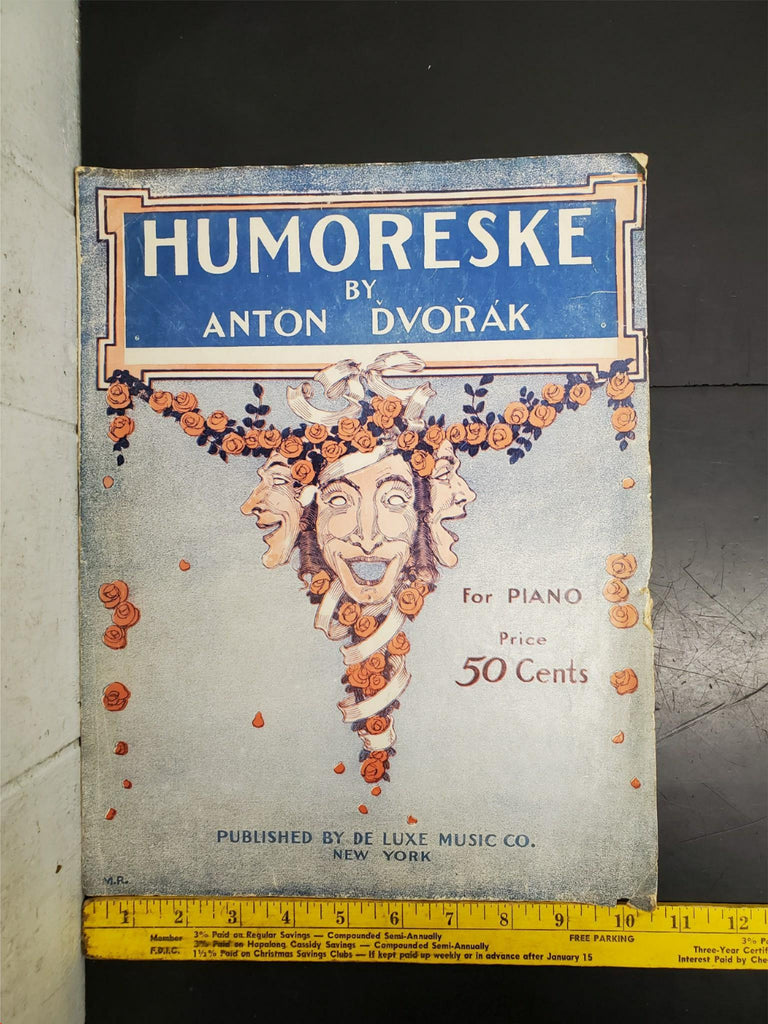 HUMORESKE
BY
ANTON ĎVOŘÁK
For PIANO
Price
50 Cents
PUBLISHED BY DE LUXE MUSIC CO.
NEW YORK
M.R.
1 2 3 4 5 6 7 8 9 10 11 12
Member 3% Paid on Regular Savings — Compounded Semi-Annually FREE PARKING 3%
F.D.I.C. 3% Paid on Hopalong Cassidy Savings — Compounded Semi-Annually Three-Year
1½% Paid on Christmas Savings Clubs — If kept paid up weekly or in advance after January 15 Interest Paid by